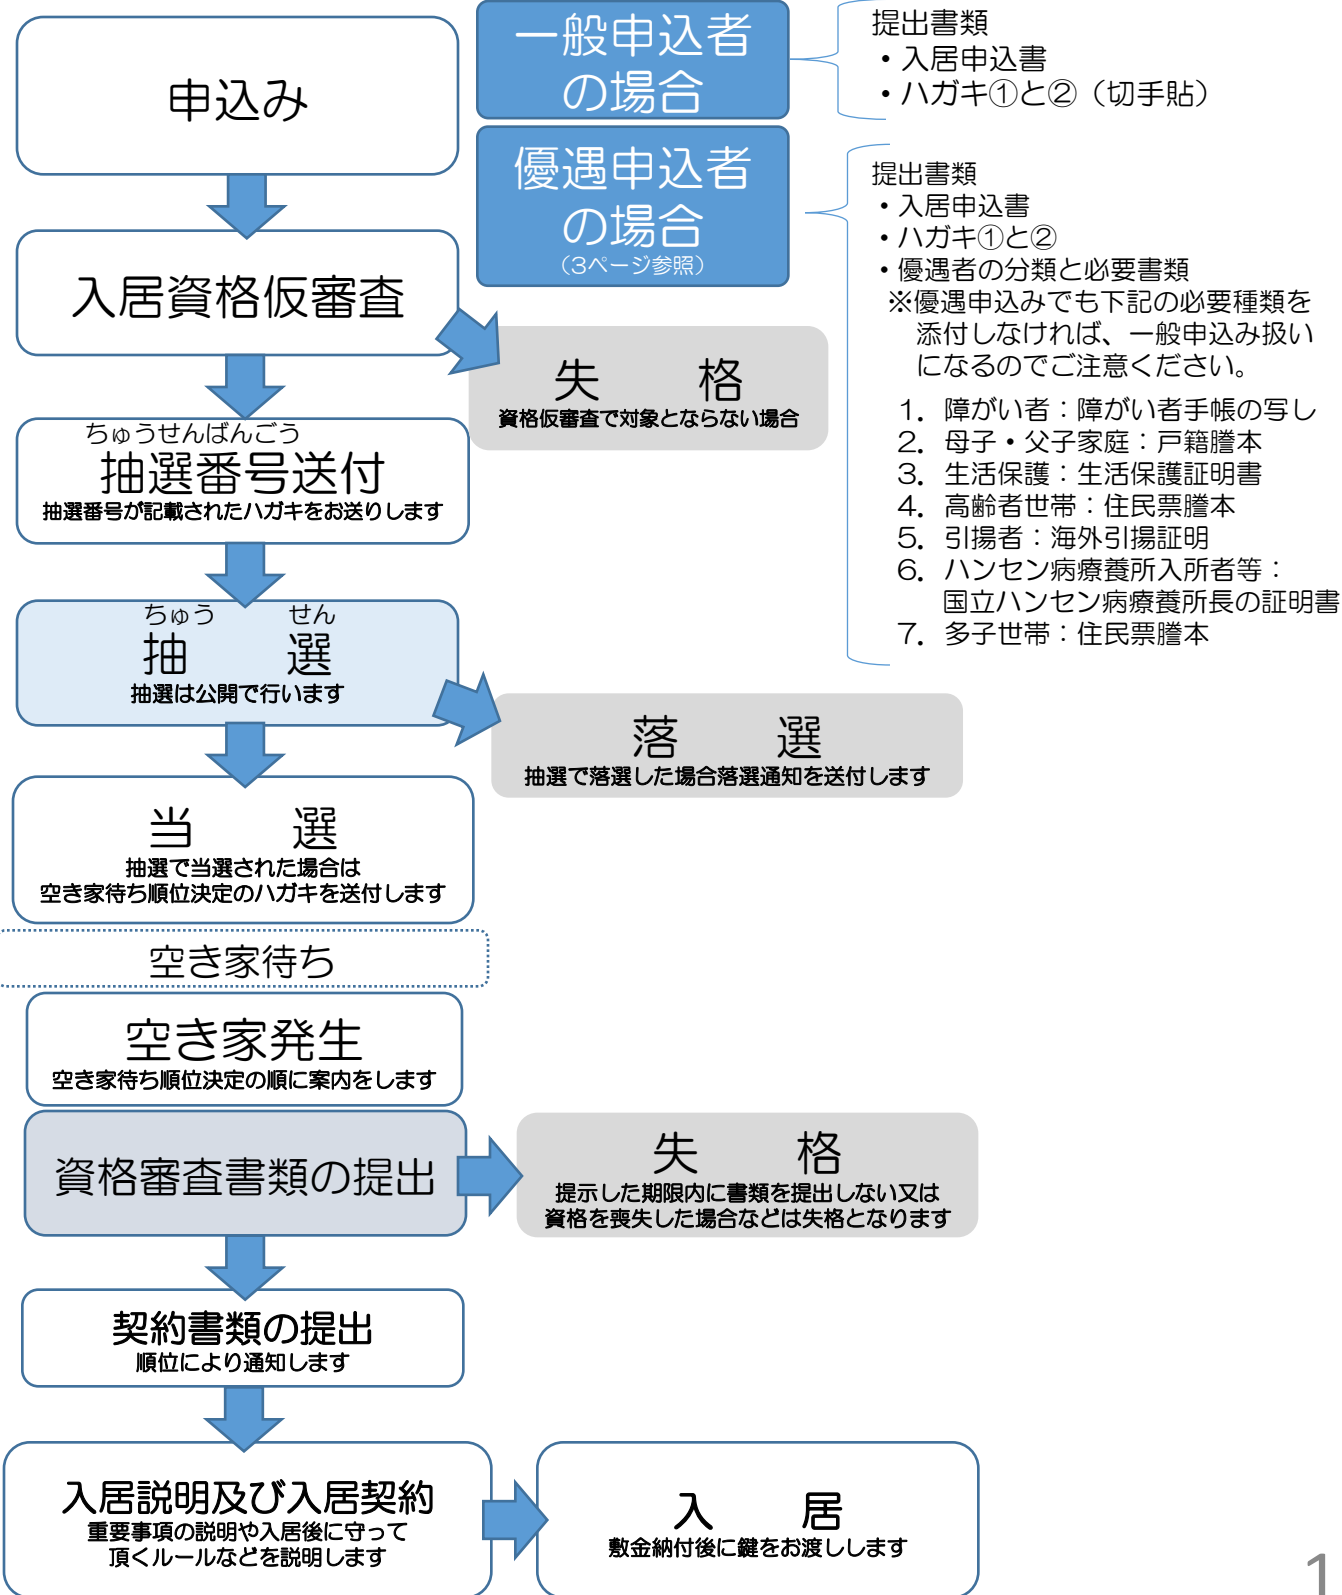 申込み
一般申込者
の場合
提出書類
・入居申込書
・ハガキ①と②（切手貼）
優遇申込者
の場合
（3ページ参照）
提出書類
・入居申込書
・ハガキ①と②
・優遇者の分類と必要書類
※優遇申込みでも下記の必要種類を
添付しなければ、一般申込み扱い
になるのでご注意ください。
1．障がい者：障がい者手帳の写し
2．母子・父子家庭：戸籍謄本
3．生活保護：生活保護証明書
4．高齢者世帯：住民票謄本
5．引揚者：海外引揚証明
6．ハンセン病療養所入所者等：
国立ハンセン病療養所長の証明書
7．多子世帯：住民票謄本
入居資格仮審査
失　格
資格仮審査で対象とならない場合
ちゅうせんばんごう
抽選番号送付
抽選番号が記載されたハガキをお送りします
ちゅう　せん
抽　選
抽選は公開で行います
落　選
抽選で落選した場合落選通知を送付します
当　選
抽選で当選された場合は
空き家待ち順位決定のハガキを送付します
空き家待ち
空き家発生
空き家待ち順位決定の順に案内をします
資格審査書類の提出
失　格
提示した期限内に書類を提出しない又は
資格を喪失した場合などは失格となります
契約書類の提出
順位により通知します
入居説明及び入居契約
重要事項の説明や入居後に守って
頂くルールなどを説明します
入　居
敷金納付後に鍵をお渡しします
1